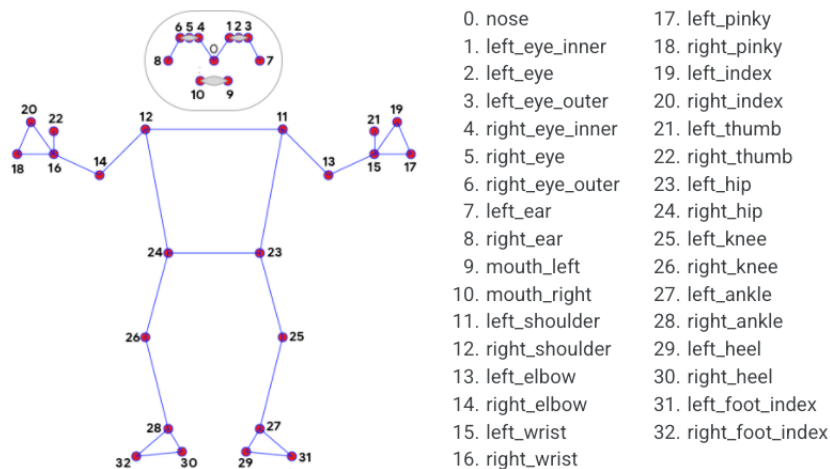 6 5 4 1 2 3
0
8 7
10 9
20 22 12 11 21 19
18 16 14 13 15 17
24 23
26 25
28 27
32 30 29 31
0. nose
1. left_eye_inner
2. left_eye
3. left_eye_outer
4. right_eye_inner
5. right_eye
6. right_eye_outer
7. left_ear
8. right_ear
9. mouth_left
10. mouth_right
11. left_shoulder
12. right_shoulder
13. left_elbow
14. right_elbow
15. left_wrist
16. right_wrist
17. left_pinky
18. right_pinky
19. left_index
20. right_index
21. left_thumb
22. right_thumb
23. left_hip
24. right_hip
25. left_knee
26. right_knee
27. left_ankle
28. right_ankle
29. left_heel
30. right_heel
31. left_foot_index
32. right_foot_index